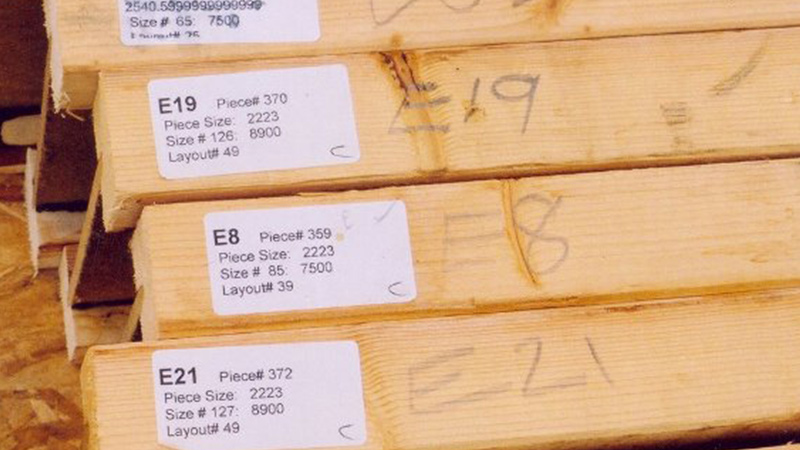 2540.5999999999999
Size # 65: 7500
E19 Piece# 370
Piece Size: 2223
Size # 126: 8900
Layout# 49
C
E19
E8 Piece# 359
Piece Size: 2223
Size # 85: 7500
Layout# 39
C
E8
E21 Piece# 372
Piece Size: 2223
Size # 127: 8900
Layout# 49
C
E21